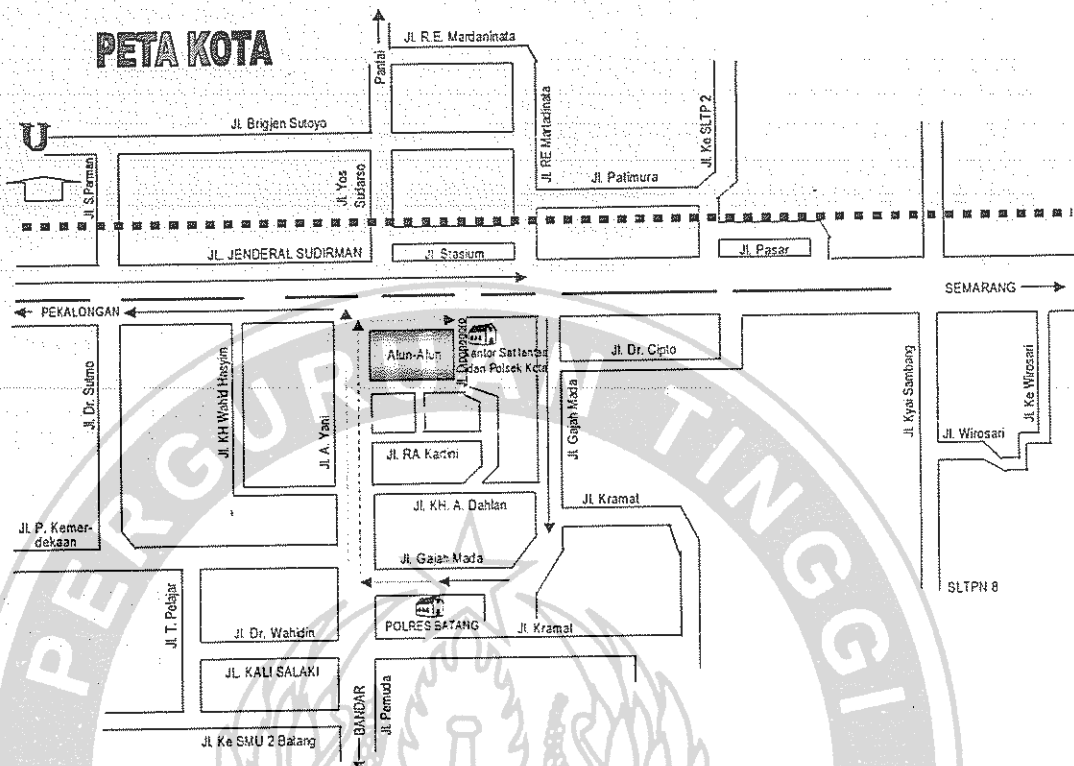 PETA KOTA
Jl. R.E. Mardaninata
Pantai
Jl. Brigjen Sutoyo
U
Jl. S.Parman
Jl. Yos
Sudarso
Jl. RE Martadinata
Jl. Ke SLTP 2
Jl. Patimura
JL. JENDERAL SUDIRMAN
Jl. Stasium
Jl. Pasar
SEMARANG
PEKALONGAN
Alun-Alun
Jl. Diponegoro
Kantor Satlantas
dan Polsek Kota
Jl. Dr. Cipto
Jl. Dr. Sutmo
Jl. KH Wahid Hasyim
Jl. A. Yani
Jl. Gajah Mada
Jl. Kyai Sambang
Jl. Ke Wirosari
Jl. Wirosari
Jl. RA Kartini
Jl. KH. A. Dahlan
Jl. Kramat
Jl. P. Kemer-
dekaan
Jl. Gajah Mada
SLTPN 8
Jl. T. Pelajar
Jl. Dr. Wahidin
POLRES BATANG
Jl. Kramat
JL. KALI SALAKI
BANDAR
Jl. Pemuda
Jl. Ke SMU 2 Batang
PERGURUAN TINGGI